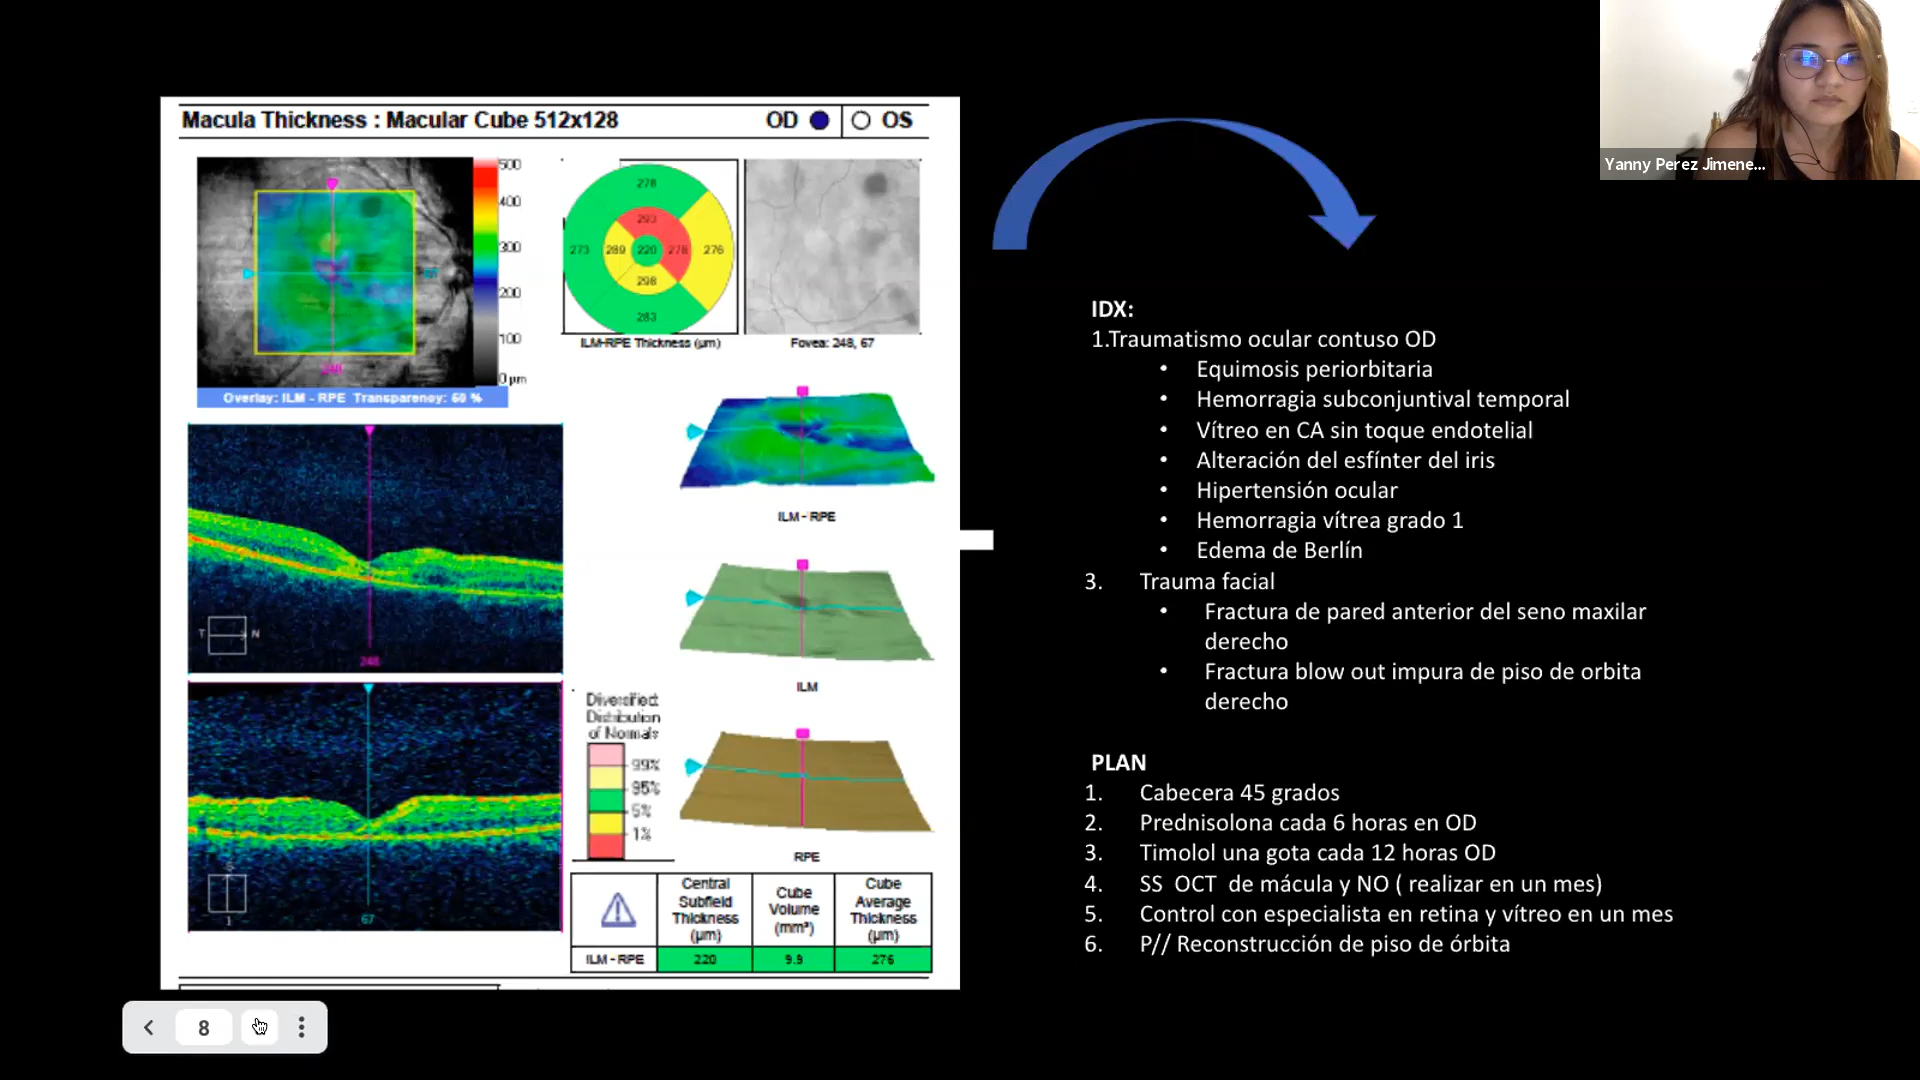 Macula Thickness : Macular Cube 512x128
OD OS
500
400
300
200
100
0 µm
248
Overlay: ILM - RPE Transparency: 60 %
278
293
273 289 220 278 276
298
283
ILM-RPE Thickness (µm)
Fovea: 248, 67
ILM - RPE
T N
248
ILM
Diversified
Distribution
of Normals
99%
95%
5%
1%
RPE
67
Central
Subfield
Thickness
(µm)
Cube
Volume
(mm³)
Cube
Average
Thickness
(µm)
ILM - RPE 220 9.9 276
8
Yanny Perez Jimene...
IDX:
1.Traumatismo ocular contuso OD
• Equimosis periorbitaria
• Hemorragia subconjuntival temporal
• Vítreo en CA sin toque endotelial
• Alteración del esfínter del iris
• Hipertensión ocular
• Hemorragia vítrea grado 1
• Edema de Berlín
3. Trauma facial
• Fractura de pared anterior del seno maxilar
derecho
• Fractura blow out impura de piso de orbita
derecho
PLAN
1. Cabecera 45 grados
2. Prednisolona cada 6 horas en OD
3. Timolol una gota cada 12 horas OD
4. SS OCT de mácula y NO ( realizar en un mes)
5. Control con especialista en retina y vítreo en un mes
6. P// Reconstrucción de piso de órbita